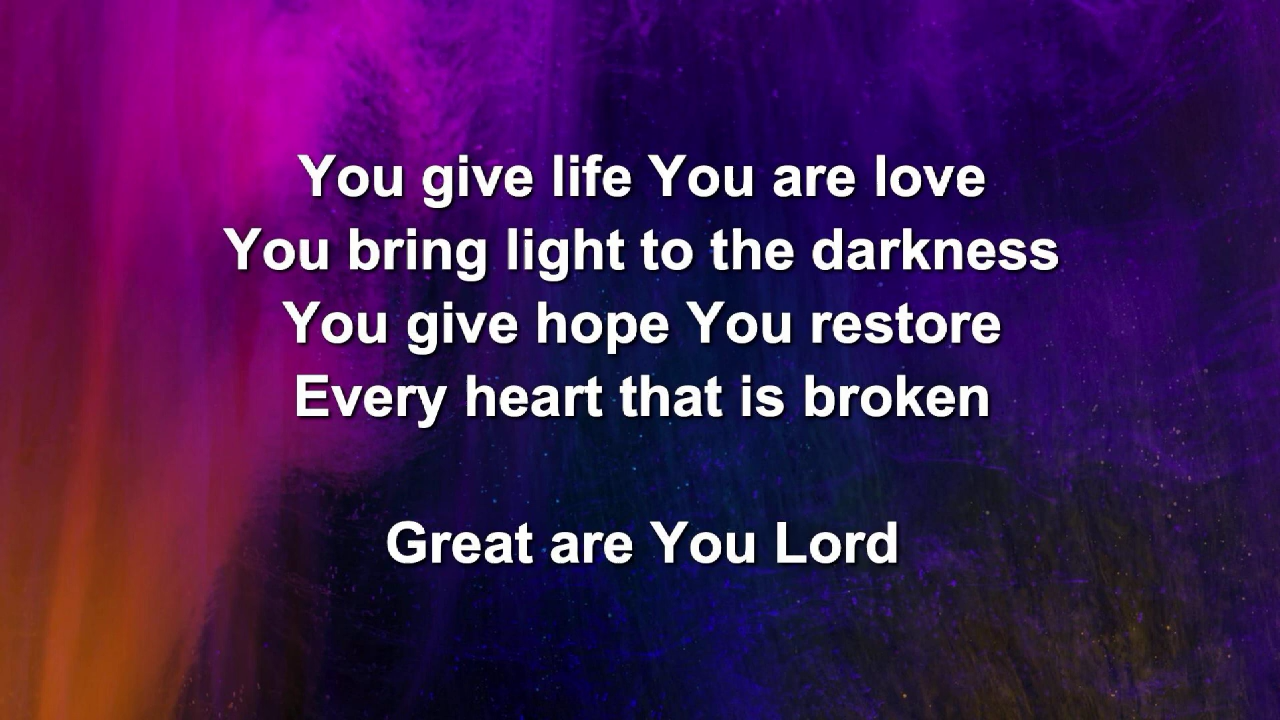 You give life You are love
You bring light to the darkness
You give hope You restore
Every heart that is broken
Great are You Lord